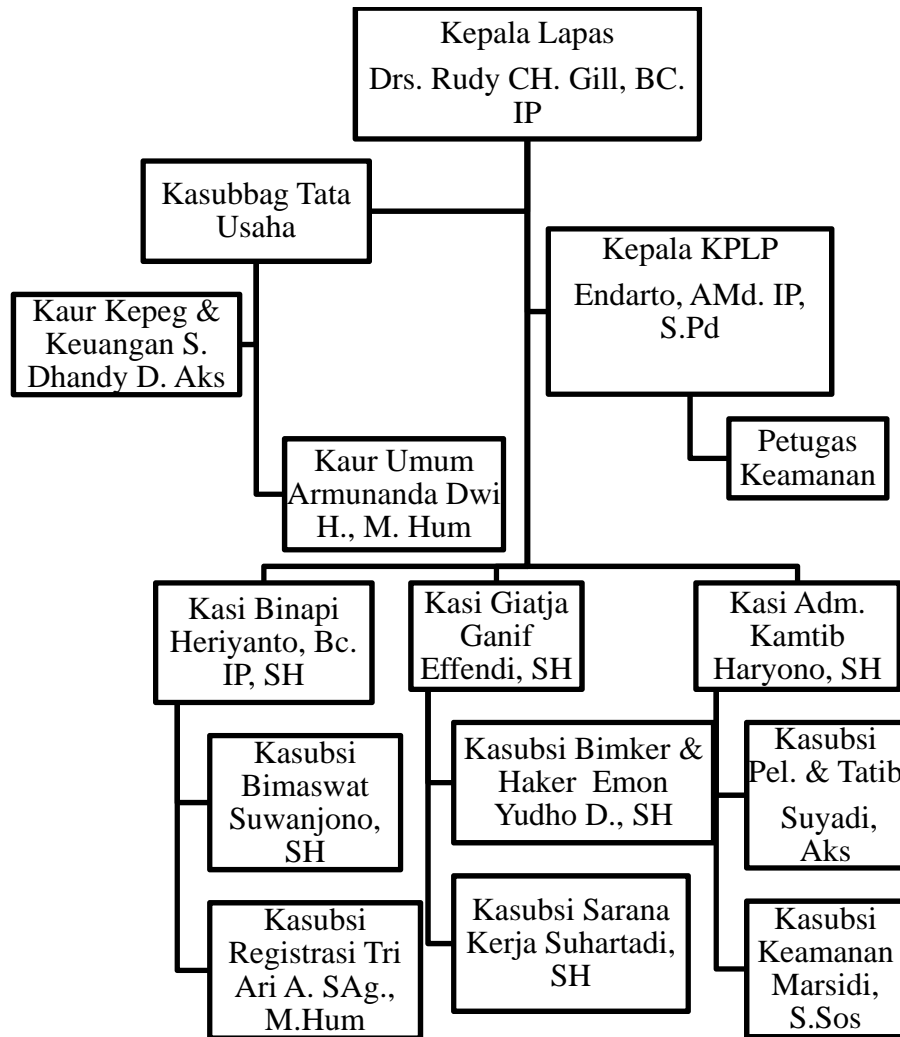 Kepala Lapas
Drs. Rudy CH. Gill, BC.
IP
Kasubbag Tata
Usaha
Kepala KPLP
Endarto, AMd. IP,
S.Pd
Kaur Kepeg &
Keuangan S.
Dhandy D. Aks
Petugas
Keamanan
Kaur Umum
Armunanda Dwi
H., M. Hum
Kasi Binapi
Heriyanto, Bc.
IP, SH
Kasi Giatja
Ganif
Effendi, SH
Kasi Adm.
Kamtib
Haryono, SH
Kasubsi
Bimaswat
Suwanjono,
SH
Kasubsi Bimker &
Haker  Emon
Yudho D., SH
Kasubsi
Pel. & Tatib
Suyadi,
Aks
Kasubsi
Registrasi Tri
Ari A. SAg.,
M.Hum
Kasubsi Sarana
Kerja Suhartadi,
SH
Kasubsi
Keamanan
Marsidi,
S.Sos